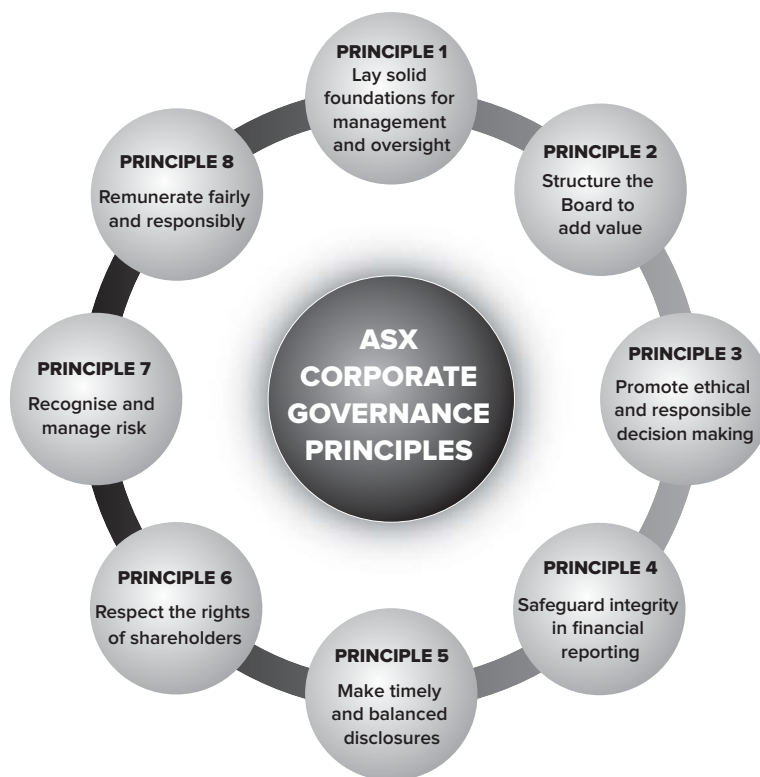 PRINCIPLE 1
Lay solid
foundations for
management
and oversight
PRINCIPLE 2
Structure the
Board to
add value
PRINCIPLE 3
Promote ethical
and responsible
decision making
PRINCIPLE 4
Safeguard integrity
in financial
reporting
PRINCIPLE 5
Make timely
and balanced
disclosures
PRINCIPLE 6
Respect the rights
of shareholders
PRINCIPLE 7
Recognise and
manage risk
PRINCIPLE 8
Remunerate fairly
and responsibly
ASX
CORPORATE
GOVERNANCE
PRINCIPLES